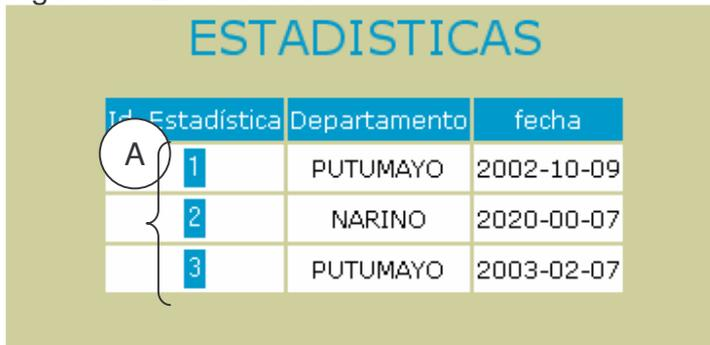 ESTADISTICAS
Id_Estadística Departamento fecha
A
1 PUTUMAYO 2002-10-09
2 NARINO 2020-00-07
3 PUTUMAYO 2003-02-07